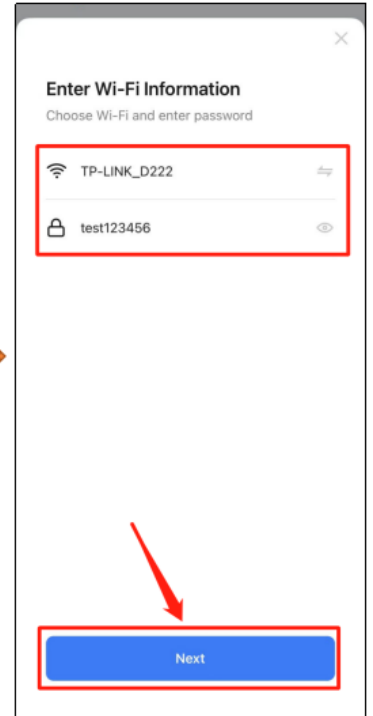 Enter Wi-Fi Information
Choose Wi-Fi and enter password
TP-LINK_D222
test123456
Next